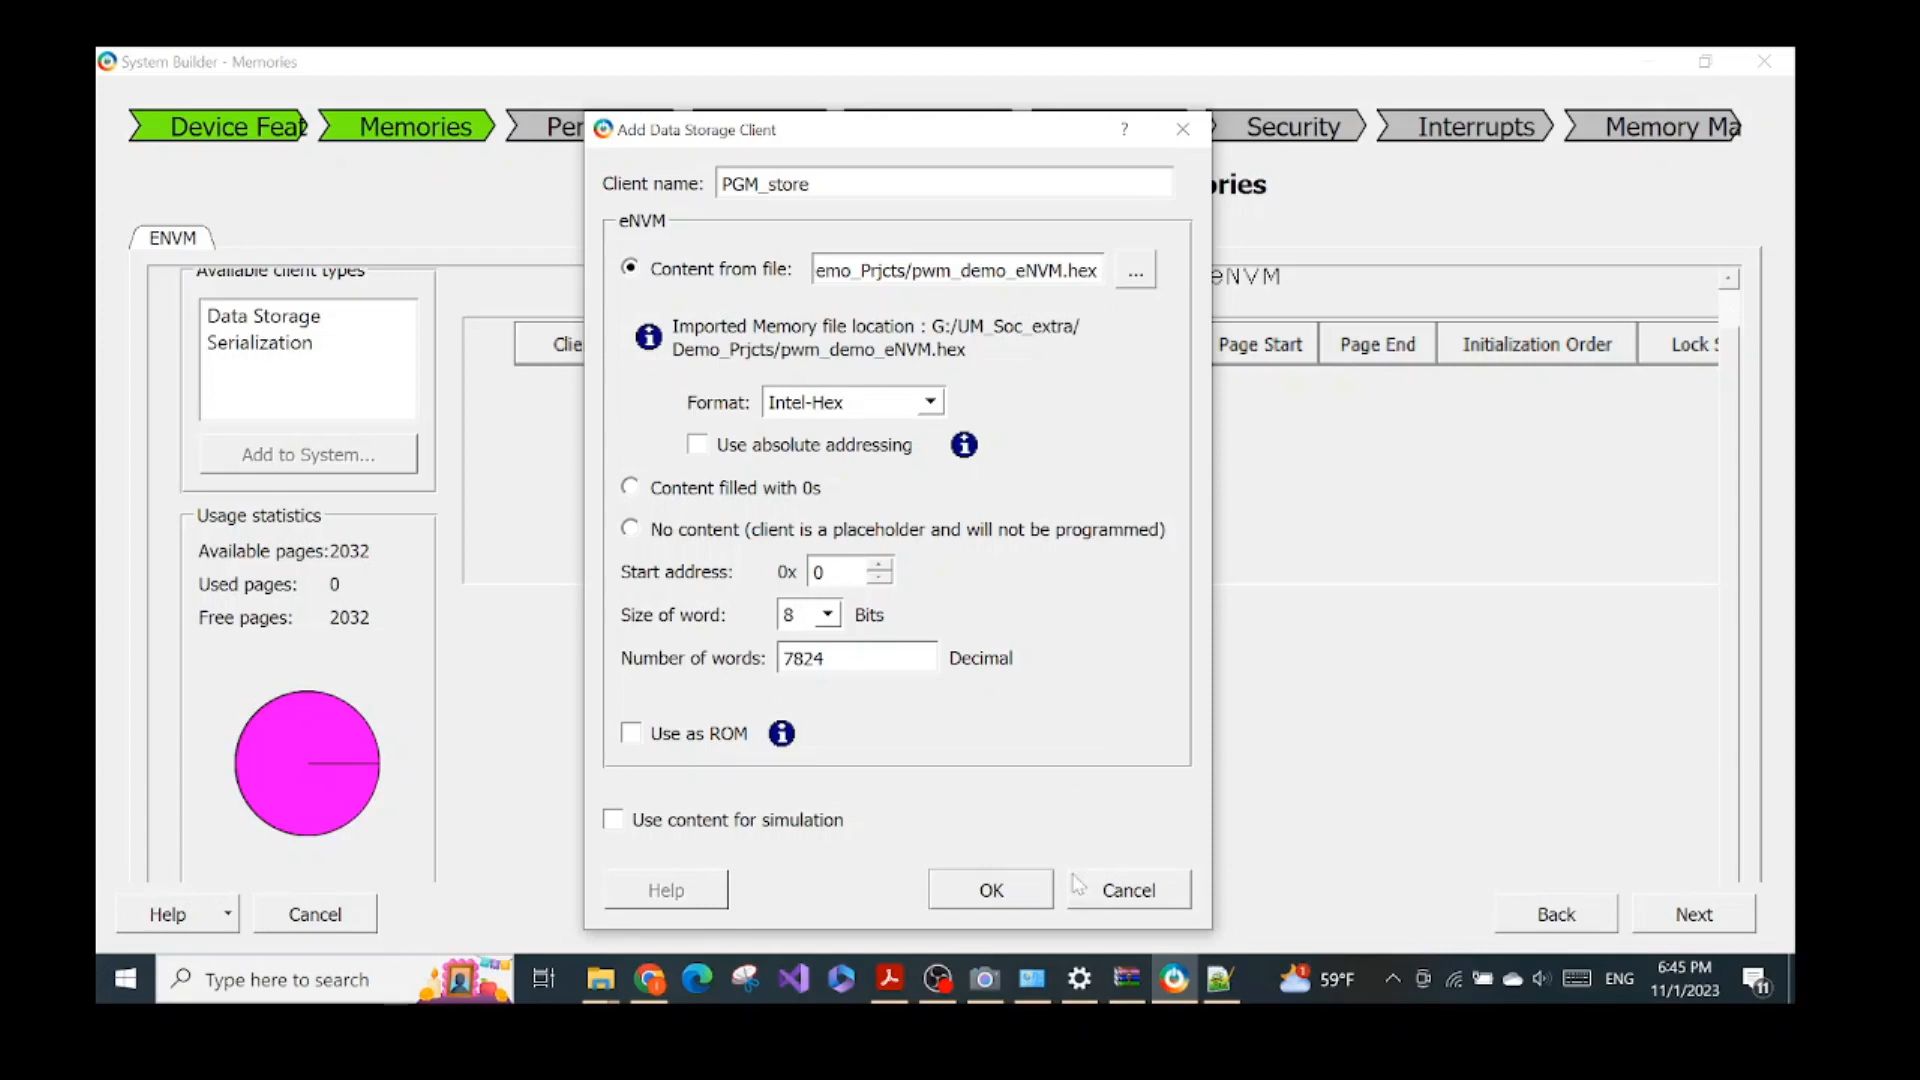 System Builder - Memories
Device Feat
Memories
Per
Security
Interrupts
Memory Ma
ories
ENVM
Available client types
Data Storage
Serialization
Add to System...
Usage statistics
Available pages:2032
Used pages: 0
Free pages: 2032
Help
Cancel
Add Data Storage Client
?
Client name: PGM_store
eNVM
Content from file: emo_Prjcts/pwm_demo_eNVM.hex ...
Imported Memory file location : G:/UM_Soc_extra/
Demo_Prjcts/pwm_demo_eNVM.hex
Format: Intel-Hex
Use absolute addressing
Content filled with 0s
No content (client is a placeholder and will not be programmed)
Start address: 0x 0
Size of word: 8 Bits
Number of words: 7824 Decimal
Use as ROM
Use content for simulation
Help
OK
Cancel
eNVM
Clie
Page Start
Page End
Initialization Order
Lock S
Back
Next
Type here to search
59°F
ENG
6:45 PM
11/1/2023
11